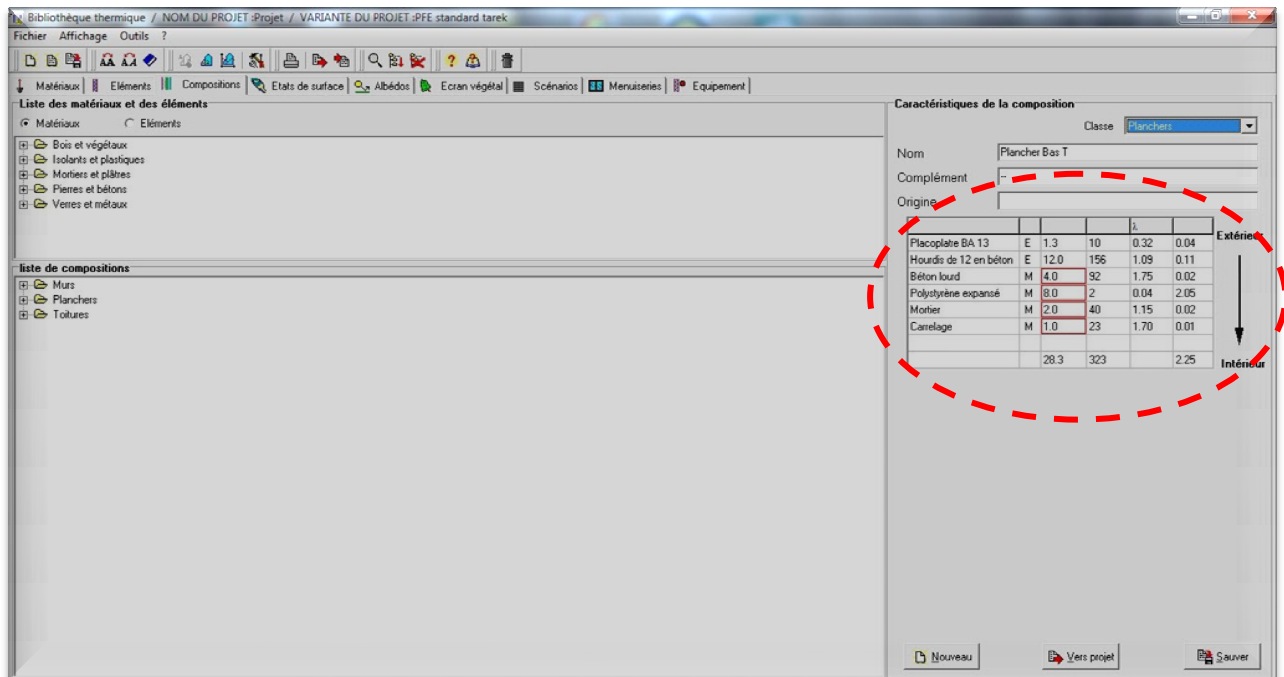 Bibliothèque thermique / NOM DU PROJET :Projet / VARIANTE DU PROJET :PFE standard tarek
Fichier Affichage Outils ?
Matériaux Eléments Compositions Etats de surface Albédos Ecran végétal Scénarios Menuiseries Equipement
Liste des matériaux et des éléments
Matériaux Eléments
Bois et végétaux
Isolants et plastiques
Mortiers et plâtres
Pierres et bétons
Verres et métaux
liste de compositions
Murs
Planchers
Toitures
Caractéristiques de la composition
Classe Planchers
Nom Plancher Bas T
Complément --
Origine
λ
Placoplatre BA 13 E 1.3 10 0.32 0.04
Hourdis de 12 en béton E 12.0 156 1.09 0.11
Béton lourd M 4.0 92 1.75 0.02
Polystyrène expansé M 8.0 2 0.04 2.05
Mortier M 2.0 40 1.15 0.02
Carrelage M 1.0 23 1.70 0.01
28.3 323 2.25
Extérieur
Intérieur
Nouveau Vers projet Sauver